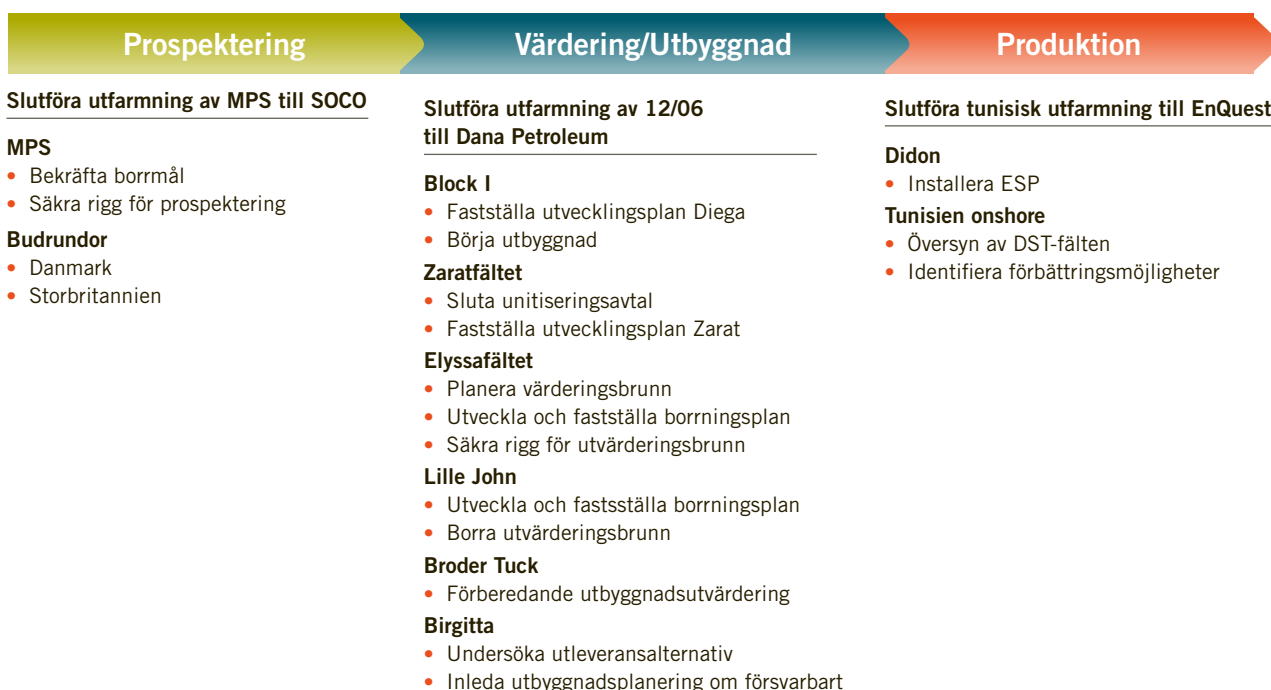 Prospektering
Värdering/Utbyggnad
Produktion
Slutföra utfarmning av MPS till SOCO
MPS
• Bekräfta borrmål
• Säkra rigg för prospektering
Budrundor
• Danmark
• Storbritannien
Slutföra utfarmning av 12/06
till Dana Petroleum
Block I
• Fastställa utvecklingsplan Diega
• Börja utbyggnad
Zaratfältet
• Sluta unitiseringsavtal
• Fastställa utvecklingsplan Zarat
Elyssafältet
• Planera värderingsbrunn
• Utveckla och fastställa borrningsplan
• Säkra rigg för utvärderingsbrunn
Lille John
• Utveckla och fastsställa borrningsplan
• Borra utvärderingsbrunn
Broder Tuck
• Förberedande utbyggnadsutvärdering
Birgitta
• Undersöka utleveransalternativ
• Inleda utbyggnadsplanering om försvarbart
Slutföra tunisisk utfarmning till EnQuest
Didon
• Installera ESP
Tunisien onshore
• Översyn av DST-fälten
• Identifiera förbättringsmöjligheter